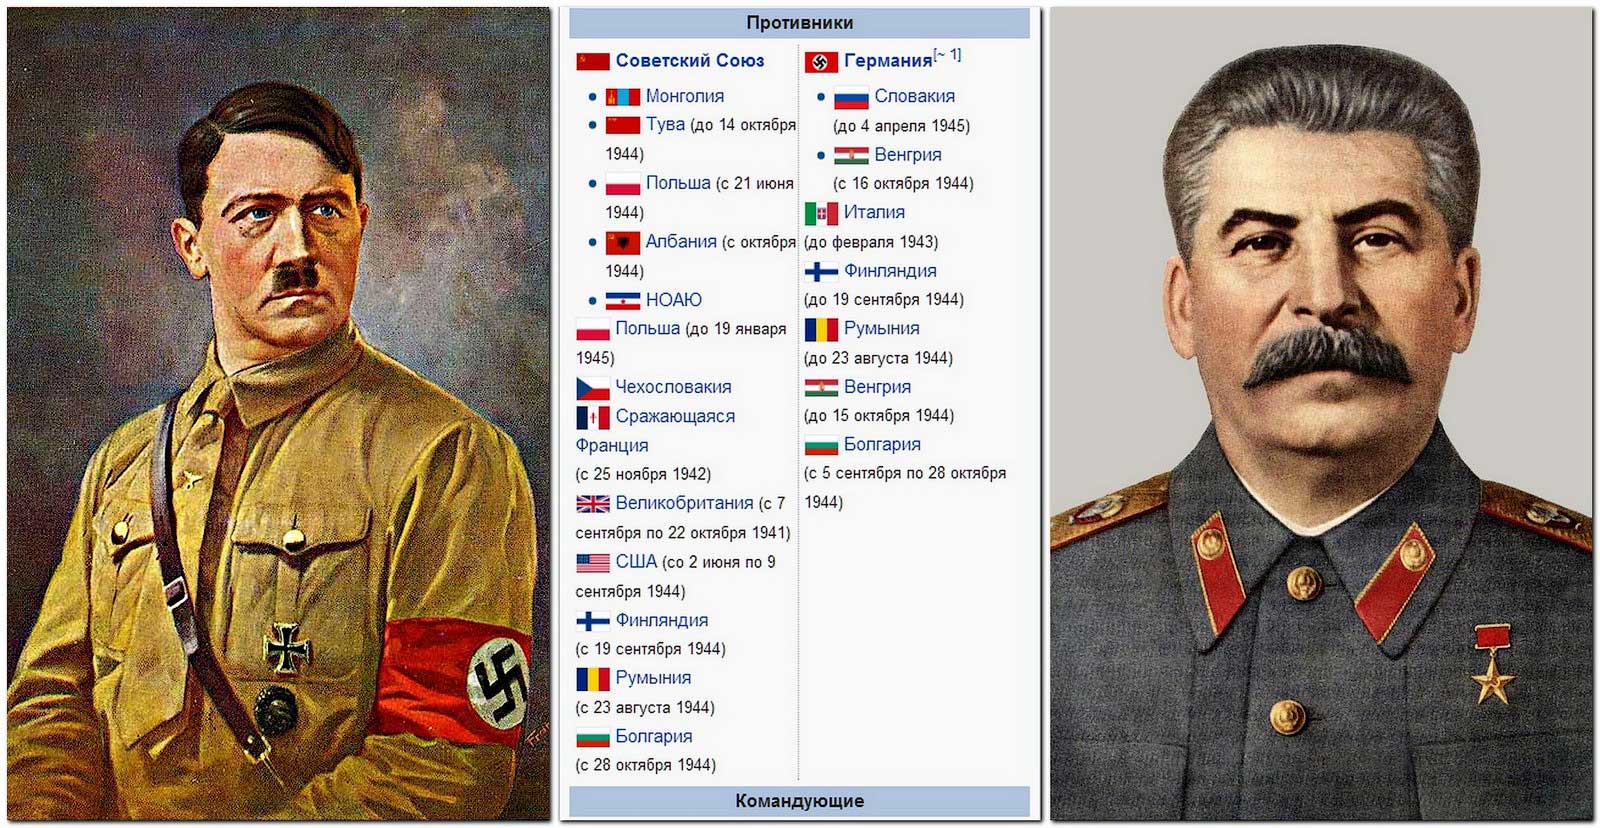 Противники
Советский Союз
Монголия
Тува (до 14 октября
1944)
Польша (с 21 июня
1944)
Албания (с октября
1944)
НОАЮ
Польша (до 19 января
1945)
Чехословакия
Сражающаяся
Франция
(с 25 ноября 1942)
Великобритания (с 7
сентября по 22 октября 1941)
США (со 2 июня по 9
сентября 1944)
Финляндия
(с 19 сентября 1944)
Румыния
(с 23 августа 1944)
Болгария
(с 28 октября 1944)
Германия[~ 1]
Словакия
(до 4 апреля 1945)
Венгрия
(с 16 октября 1944)
Италия
(до февраля 1943)
Финляндия
(до 19 сентября 1944)
Румыния
(до 23 августа 1944)
Венгрия
(до 15 октября 1944)
Болгария
(с 5 сентября по 28 октября
1944)
Командующие